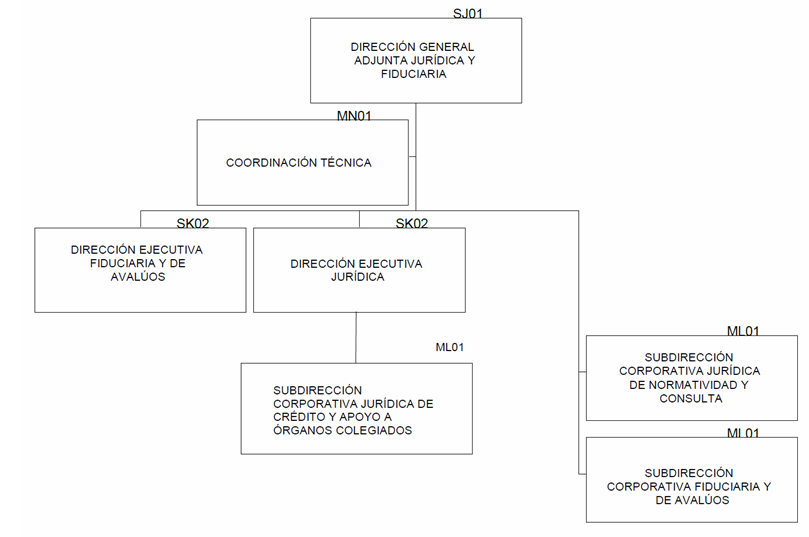 SJ01
DIRECCIÓN GENERAL
ADJUNTA JURÍDICA Y
FIDUCIARIA
MN01
COORDINACIÓN TÉCNICA
SK02
DIRECCIÓN EJECUTIVA
FIDUCIARIA Y DE
AVALÚOS
SK02
DIRECCIÓN EJECUTIVA
JURÍDICA
ML01
SUBDIRECCIÓN
CORPORATIVA JURÍDICA DE
CRÉDITO Y APOYO A
ÓRGANOS COLEGIADOS
ML01
SUBDIRECCIÓN
CORPORATIVA JURÍDICA
DE NORMATIVIDAD Y
CONSULTA
ML01
SUBDIRECCIÓN
CORPORATIVA FIDUCIARIA Y
DE AVALÚOS